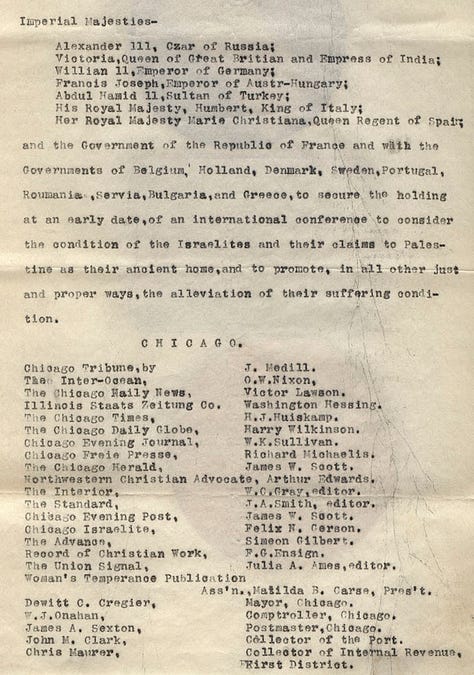 Imperial Majesties-
Alexander 111, Czar of Russia;
Victoria,Queen of Great Britian and Empress of India;
Willian 11,Emperor of Germany;
Francis Joseph,Emperor of Austr-Hungary;
Abdul Hamid 11,Sultan of Turkey;
His Royal Majesty, Humbert, King of Italy;
Her Royal Majesty Marie Christiana,Queen Regent of Spain;
and the Government of the Republic of France and with the
Governments of Belgium, Holland, Denmark, Sweden,Portugal,
Roumania ,Servia,Bulgaria,and Greece,to secure the holding
at an early date,of an international conference to consider
the condition of the Israelites and their claims to Pales-
tine as their ancient home,and to promote, in all other just
and proper ways,the alleviation of their suffering condi-
tion.
C H I C A G O.
Chicago Tribune,by J. Medill.
The Inter-Ocean, O.W.Nixon,
The Chicago Daily News, Victor Lawson.
Illinois Staats Zeitung Co. Washington Hessing.
The Chicago Times, H.J.Huiskamp.
The Chicago Daily Globe, Harry Wilkinson.
Chicago Evening Journal, W.K.Sullivan.
Chicago Freie Presse, Richard Michaelis.
The Chicago Herald, James W. Scott.
Northwestern Christian Advocate, Arthur Edwards.
The Interior, W.C.Gray,editor.
The Standard, J.A.Smith, editor.
Chicago Evening Post, James W. Scott.
Chicago Israelite, Felix N. Gerson.
The Advance, Simeon Gilbert.
Record of Christian Work, F.G.Ensign.
The Union Signal, Julia A. Ames,editor.
Woman's Temperance Publication
Ass'n.,Matilda B. Carse, Pres't.
Dewitt C. Cregier, Mayor, Chicago.
W.J.Onahan, Comptroller, Chicago.
James A. Sexton, Postmaster,Chicago.
John M. Clark, Collector of the Port.
Chris Maurer, Collector of Internal Revenue,
First District.